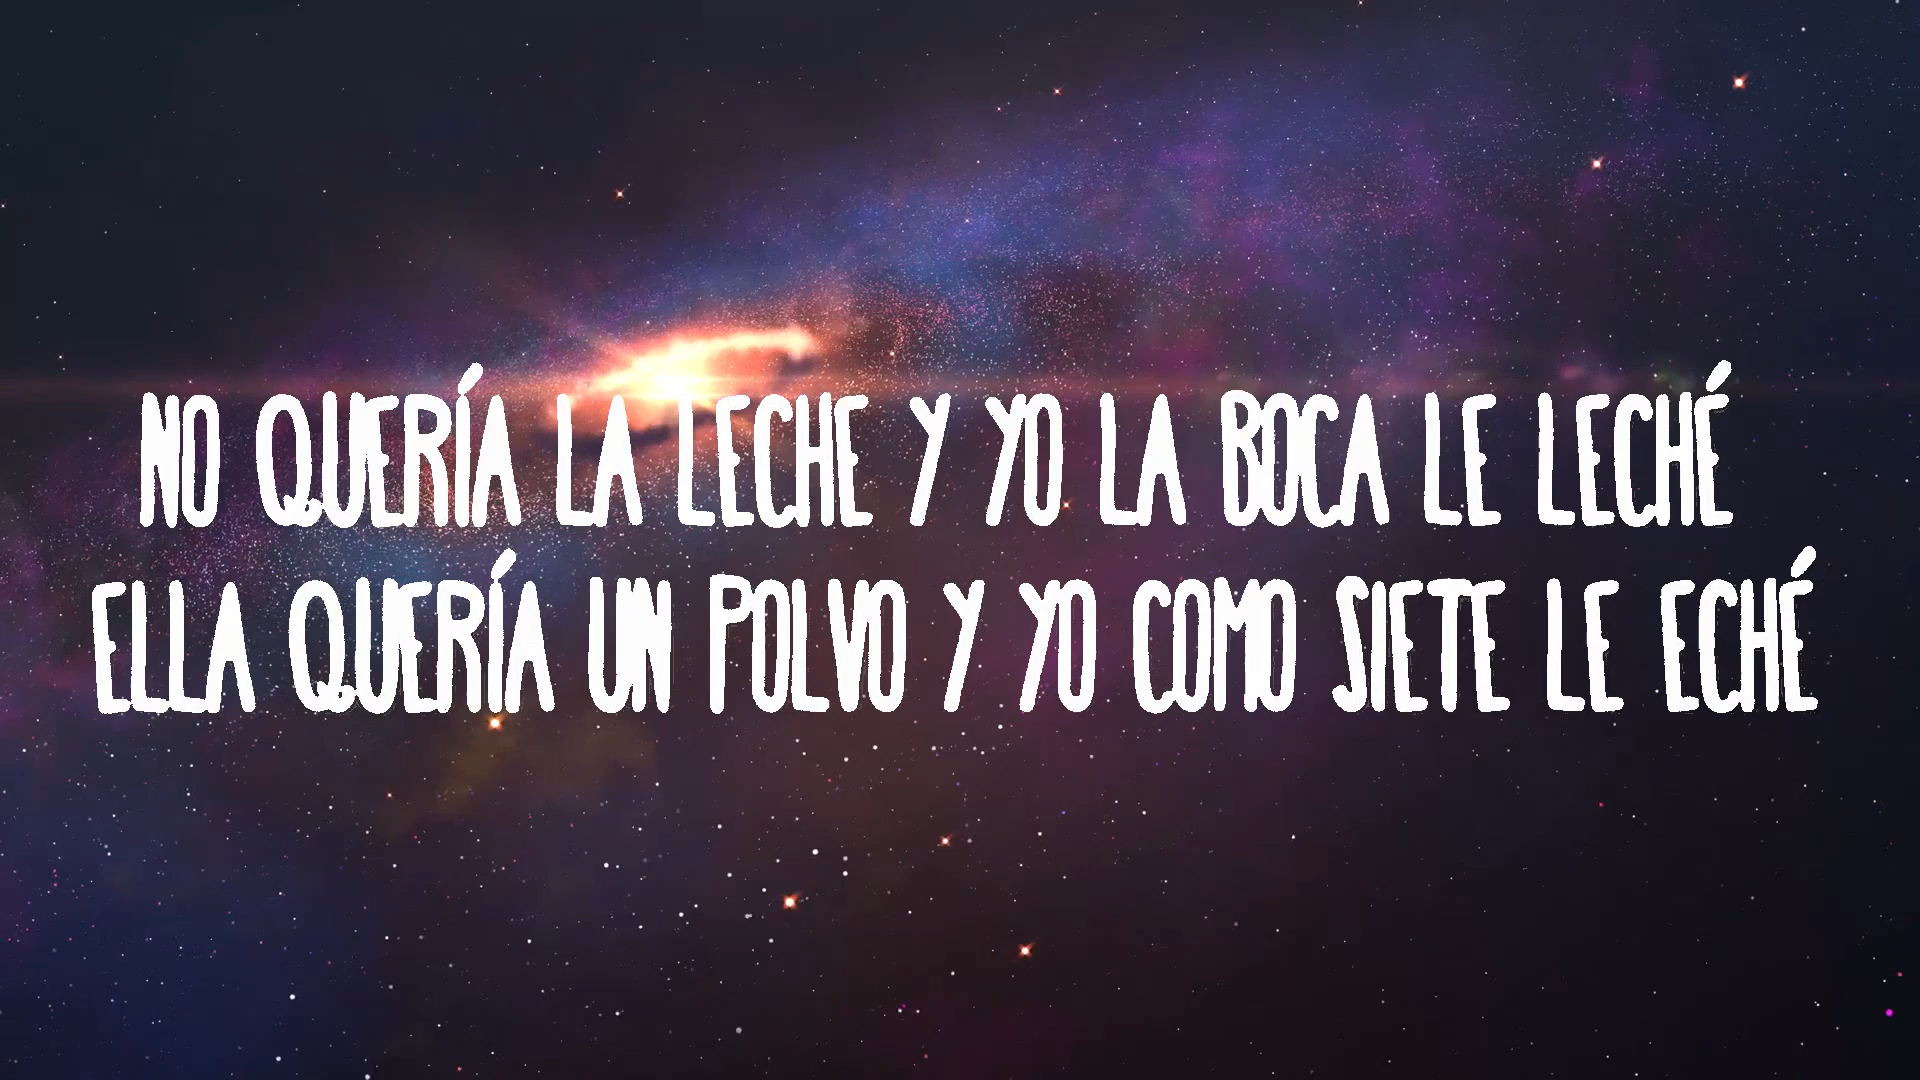 NO QUERÍA LA LECHE Y YO LA BOCA LE LECHÉ
ELLA QUERÍA UN POLVO Y YO COMO SIETE LE ECHÉ